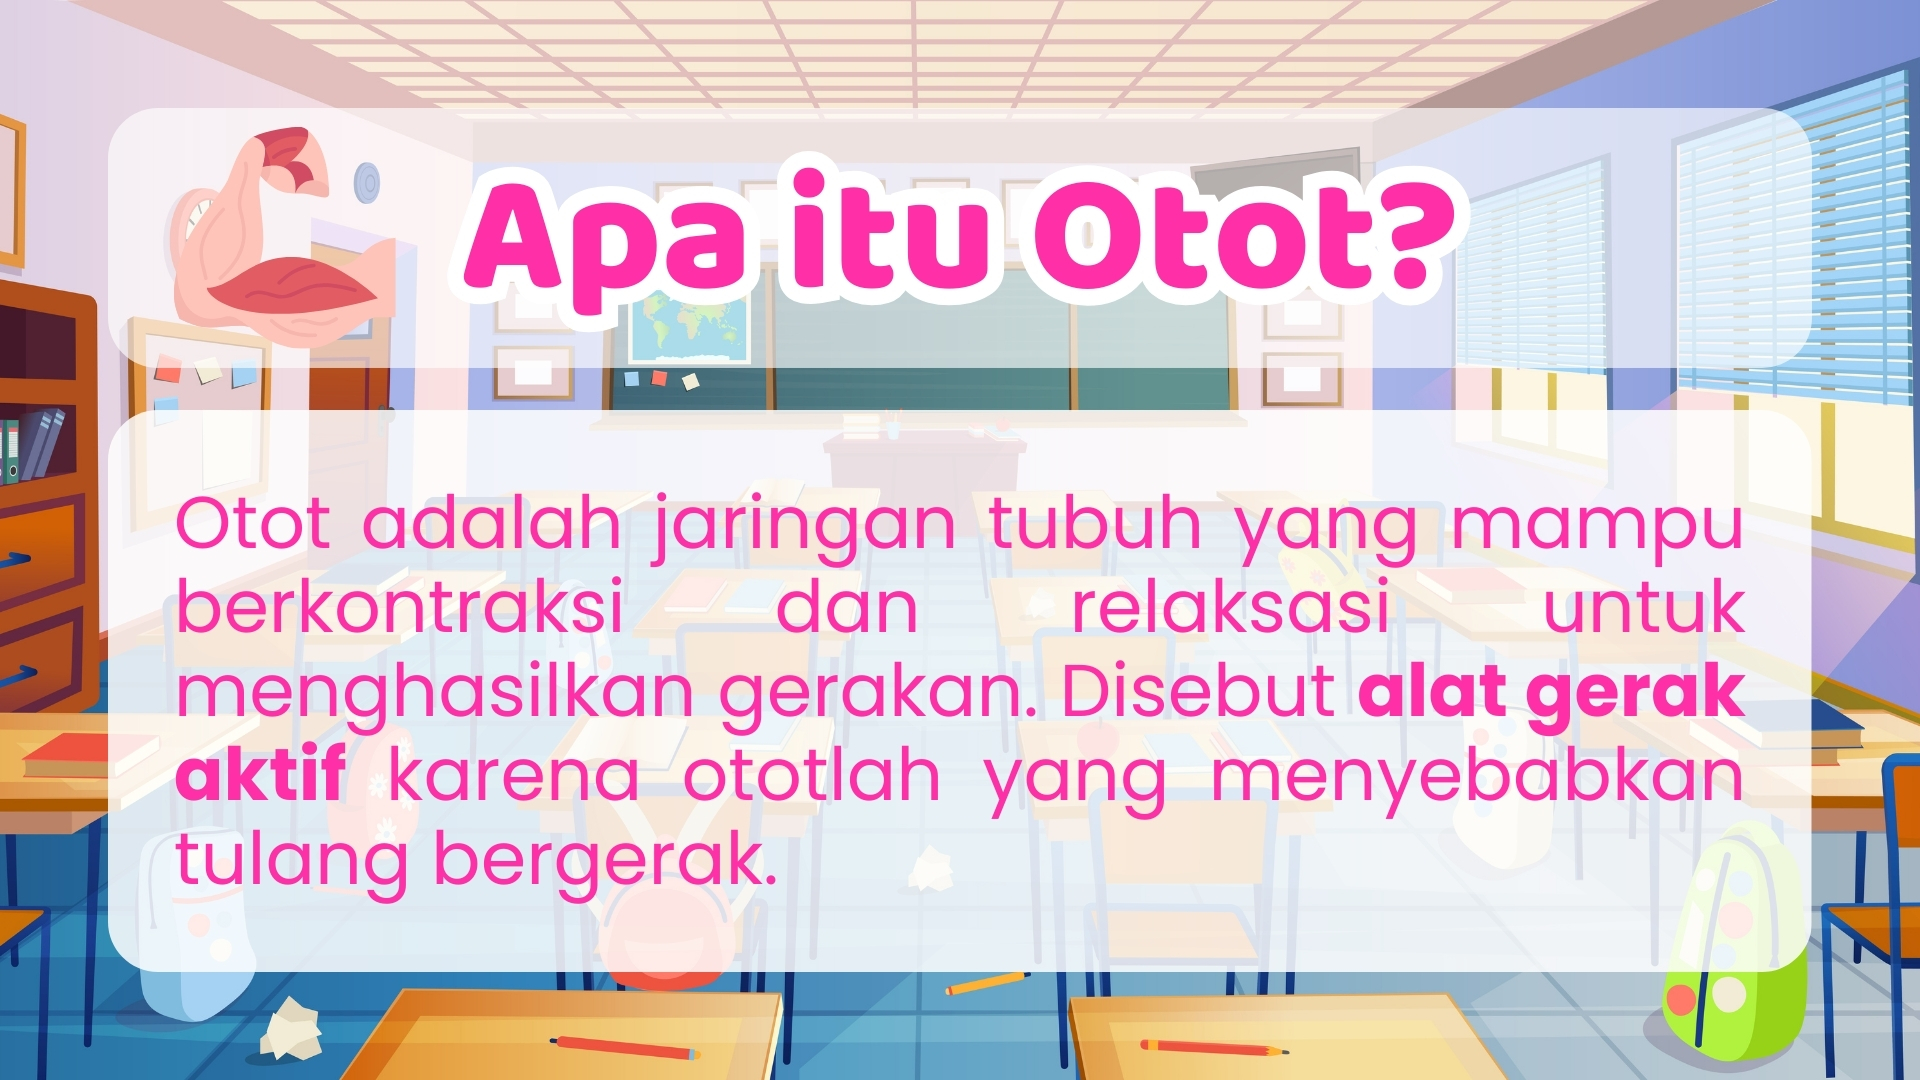 Apa itu Otot?
Otot adalah jaringan tubuh yang mampu
berkontraksi dan relaksasi untuk
menghasilkan gerakan. Disebut alat gerak
aktif karena ototlah yang menyebabkan
tulang bergerak.